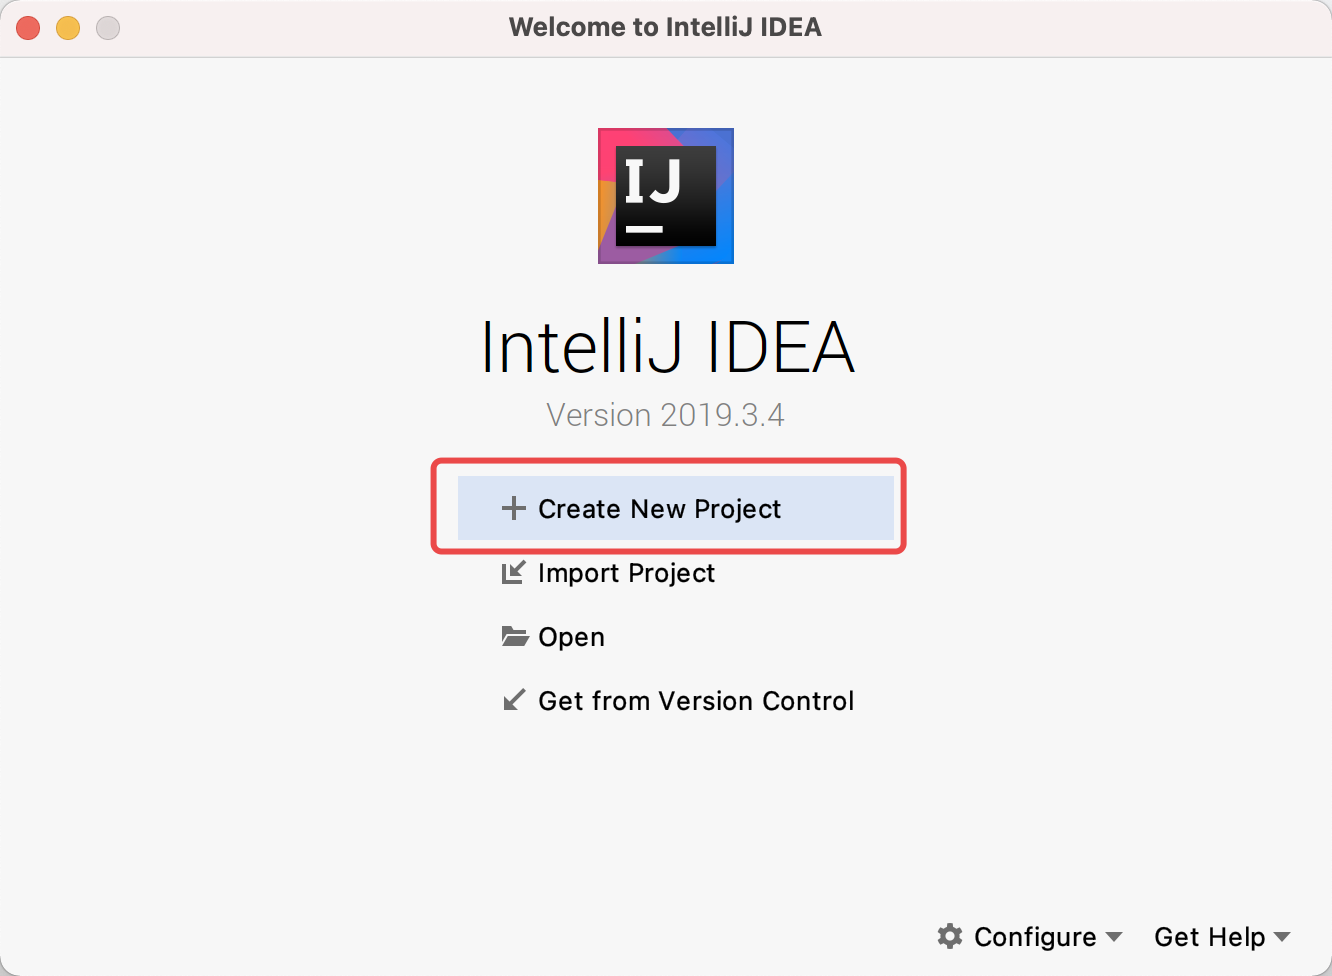 Welcome to IntelliJ IDEA
IJ
IntelliJ IDEA
Version 2019.3.4
Create New Project
Import Project
Open
Get from Version Control
Configure Get Help